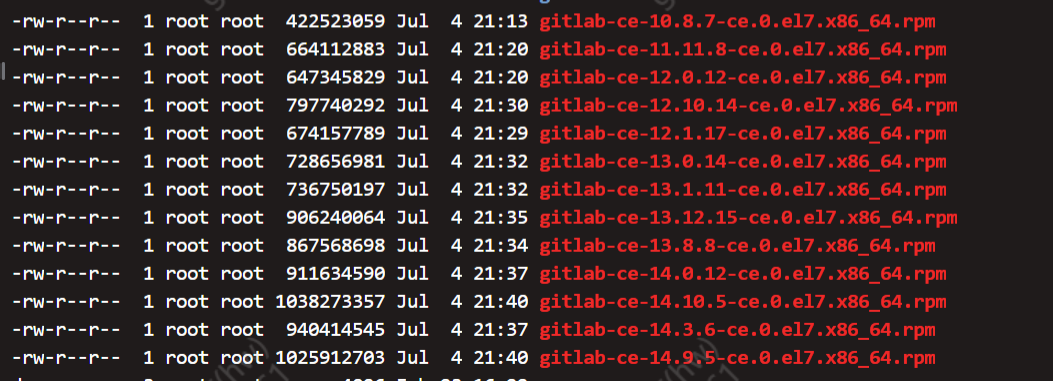 -rw-r--r-- 1 root root 422523059 Jul 4 21:13 gitlab-ce-10.8.7-ce.0.el7.x86_64.rpm
-rw-r--r-- 1 root root 664112883 Jul 4 21:20 gitlab-ce-11.11.8-ce.0.el7.x86_64.rpm
-rw-r--r-- 1 root root 647345829 Jul 4 21:20 gitlab-ce-12.0.12-ce.0.el7.x86_64.rpm
-rw-r--r-- 1 root root 797740292 Jul 4 21:30 gitlab-ce-12.10.14-ce.0.el7.x86_64.rpm
-rw-r--r-- 1 root root 674157789 Jul 4 21:29 gitlab-ce-12.1.17-ce.0.el7.x86_64.rpm
-rw-r--r-- 1 root root 728656981 Jul 4 21:32 gitlab-ce-13.0.14-ce.0.el7.x86_64.rpm
-rw-r--r-- 1 root root 736750197 Jul 4 21:32 gitlab-ce-13.1.11-ce.0.el7.x86_64.rpm
-rw-r--r-- 1 root root 906240064 Jul 4 21:35 gitlab-ce-13.12.15-ce.0.el7.x86_64.rpm
-rw-r--r-- 1 root root 867568698 Jul 4 21:34 gitlab-ce-13.8.8-ce.0.el7.x86_64.rpm
-rw-r--r-- 1 root root 911634590 Jul 4 21:37 gitlab-ce-14.0.12-ce.0.el7.x86_64.rpm
-rw-r--r-- 1 root root 1038273357 Jul 4 21:40 gitlab-ce-14.10.5-ce.0.el7.x86_64.rpm
-rw-r--r-- 1 root root 940414545 Jul 4 21:37 gitlab-ce-14.3.6-ce.0.el7.x86_64.rpm
-rw-r--r-- 1 root root 1025912703 Jul 4 21:40 gitlab-ce-14.9.5-ce.0.el7.x86_64.rpm